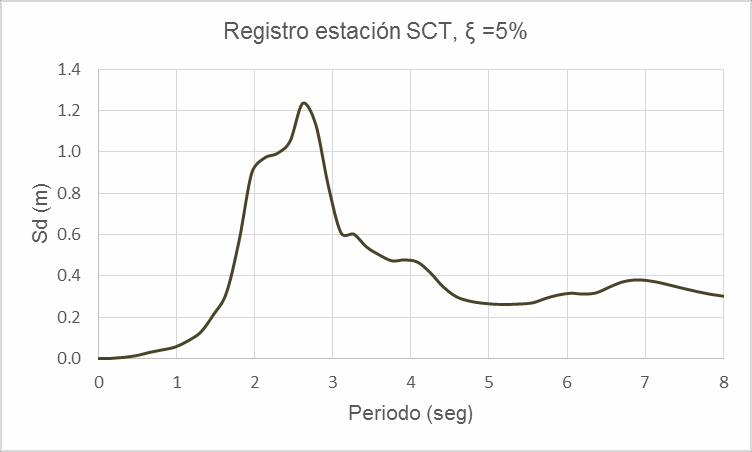 Registro estación SCT, ξ =5%
1.4
1.2
1.0
0.8
0.6
0.4
0.2
0.0
Sd (m)
0 1 2 3 4 5 6 7 8
Periodo (seg)